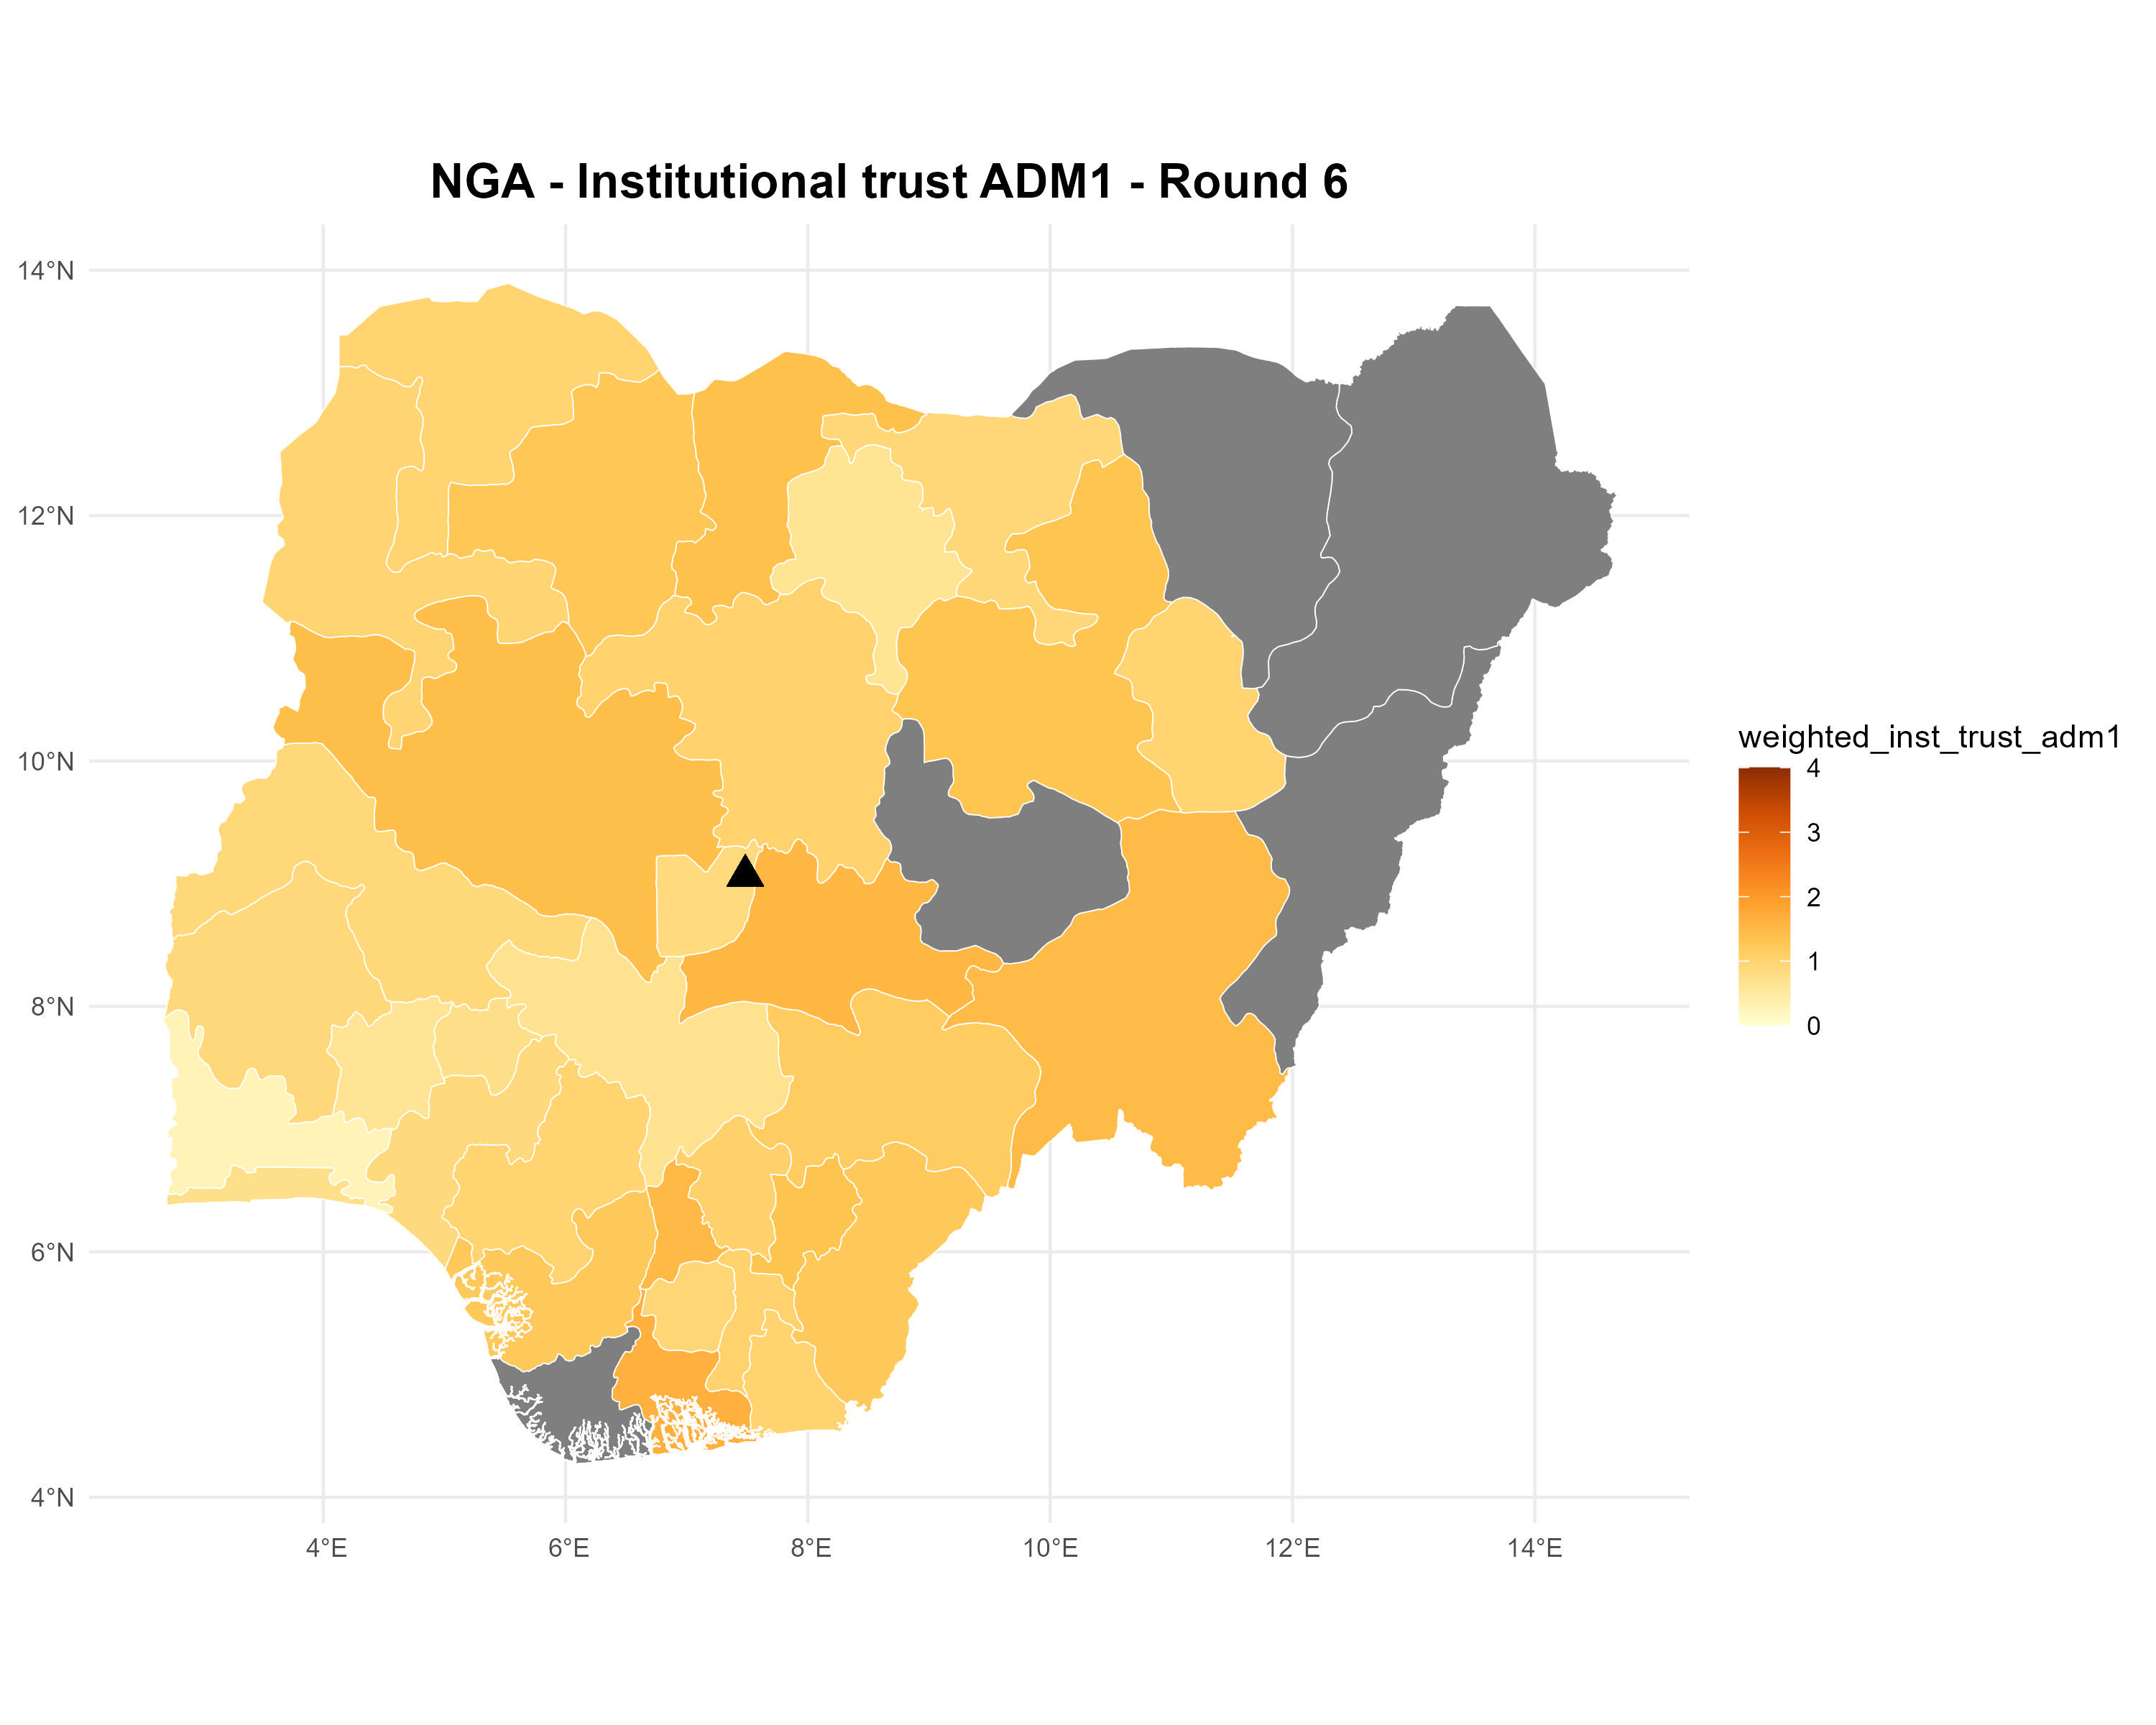 NGA - Institutional trust ADM1 - Round 6
14°N
12°N
10°N
8°N
6°N
4°N
4°E 6°E 8°E 10°E 12°E 14°E
weighted_inst_trust_adm1
4
3
2
1
0